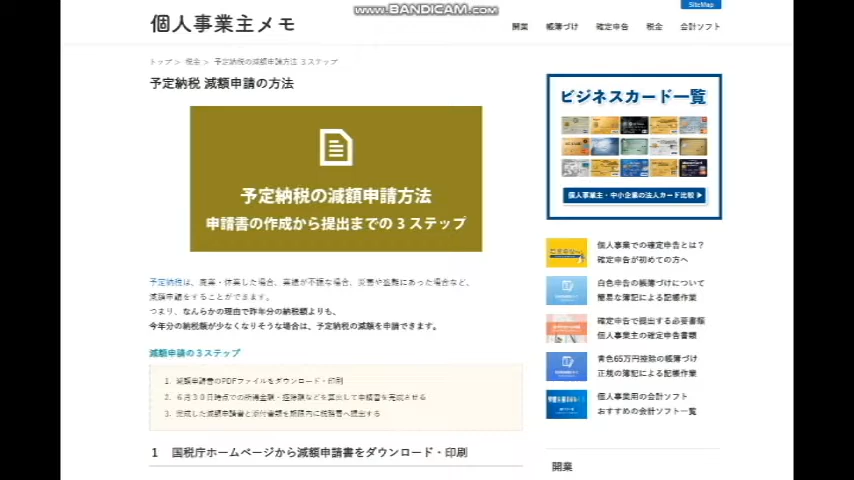 www.BANDICAM.com
SiteMap
個人事業主メモ
開業 帳簿づけ 確定申告 税金 会計ソフト
トップ > 税金 > 予定納税の減額申請方法 3ステップ
予定納税 減額申請の方法
予定納税の減額申請方法
申請書の作成から提出までの3ステップ
予定納税は、廃業・休業した場合、業績が不振な場合、災害や盗難にあった場合など、
減額申請をすることができます。
つまり、なんらかの理由で昨年分の納税額よりも、
今年分の納税額が少なくなりそうな場合は、予定納税の減額を申請できます。
減額申請の3ステップ
1. 減額申請書のPDFファイルをダウンロード・印刷
2. 6月30日時点での所得金額・控除額などを算出して申請書を完成させる
3. 完成した減額申請書と添付書類を期限内に税務署へ提出する
1 国税庁ホームページから減額申請書をダウンロード・印刷
ビジネスカード一覧
個人事業主・中小企業の法人カード比較 ▶
個人事業での確定申告とは？
確定申告が初めての方へ
白色申告の帳簿づけについて
簡易な簿記による記帳作業
確定申告で提出する必要書類
個人事業主の確定申告書類
青色65万円控除の帳簿づけ
正規の簿記による記帳作業
個人事業用の会計ソフト
おすすめの会計ソフト一覧
開業